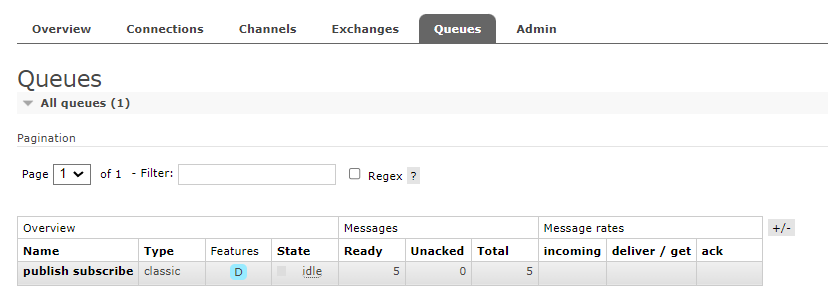 Overview Connections Channels Exchanges Queues Admin
Queues
All queues (1)
Pagination
Page 1 of 1 - Filter: Regex ?
Overview Messages Message rates +/-
Name Type Features State Ready Unacked Total incoming deliver / get ack
publish subscribe classic D idle 5 0 5